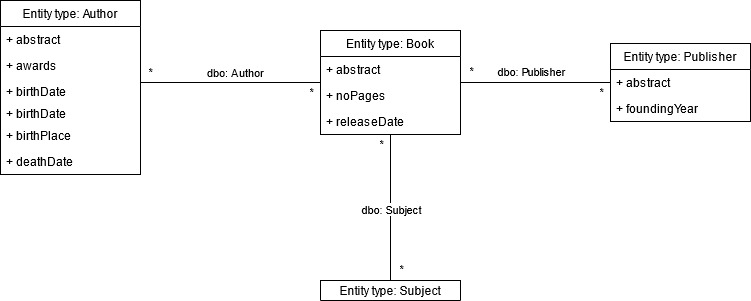 Entity type: Author
+ abstract
+ awards
+ birthDate
+ birthDate
+ birthPlace
+ deathDate
*
dbo: Author
*
Entity type: Book
+ abstract
+ noPages
+ releaseDate
*
dbo: Publisher
*
Entity type: Publisher
+ abstract
+ foundingYear
*
dbo: Subject
*
Entity type: Subject